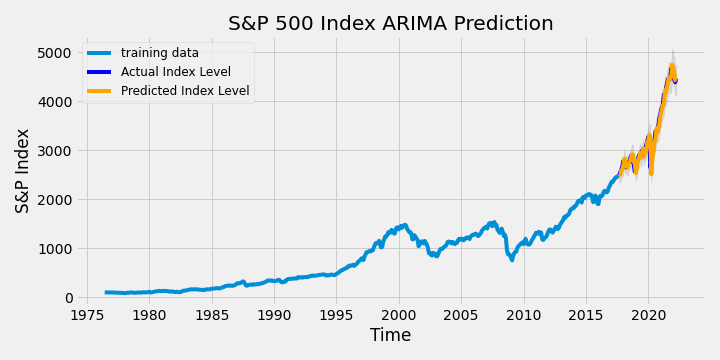 S&P 500 Index ARIMA Prediction
training data
Actual Index Level
Predicted Index Level
S&P Index
5000
4000
3000
2000
1000
0
1975 1980 1985 1990 1995 2000 2005 2010 2015 2020
Time